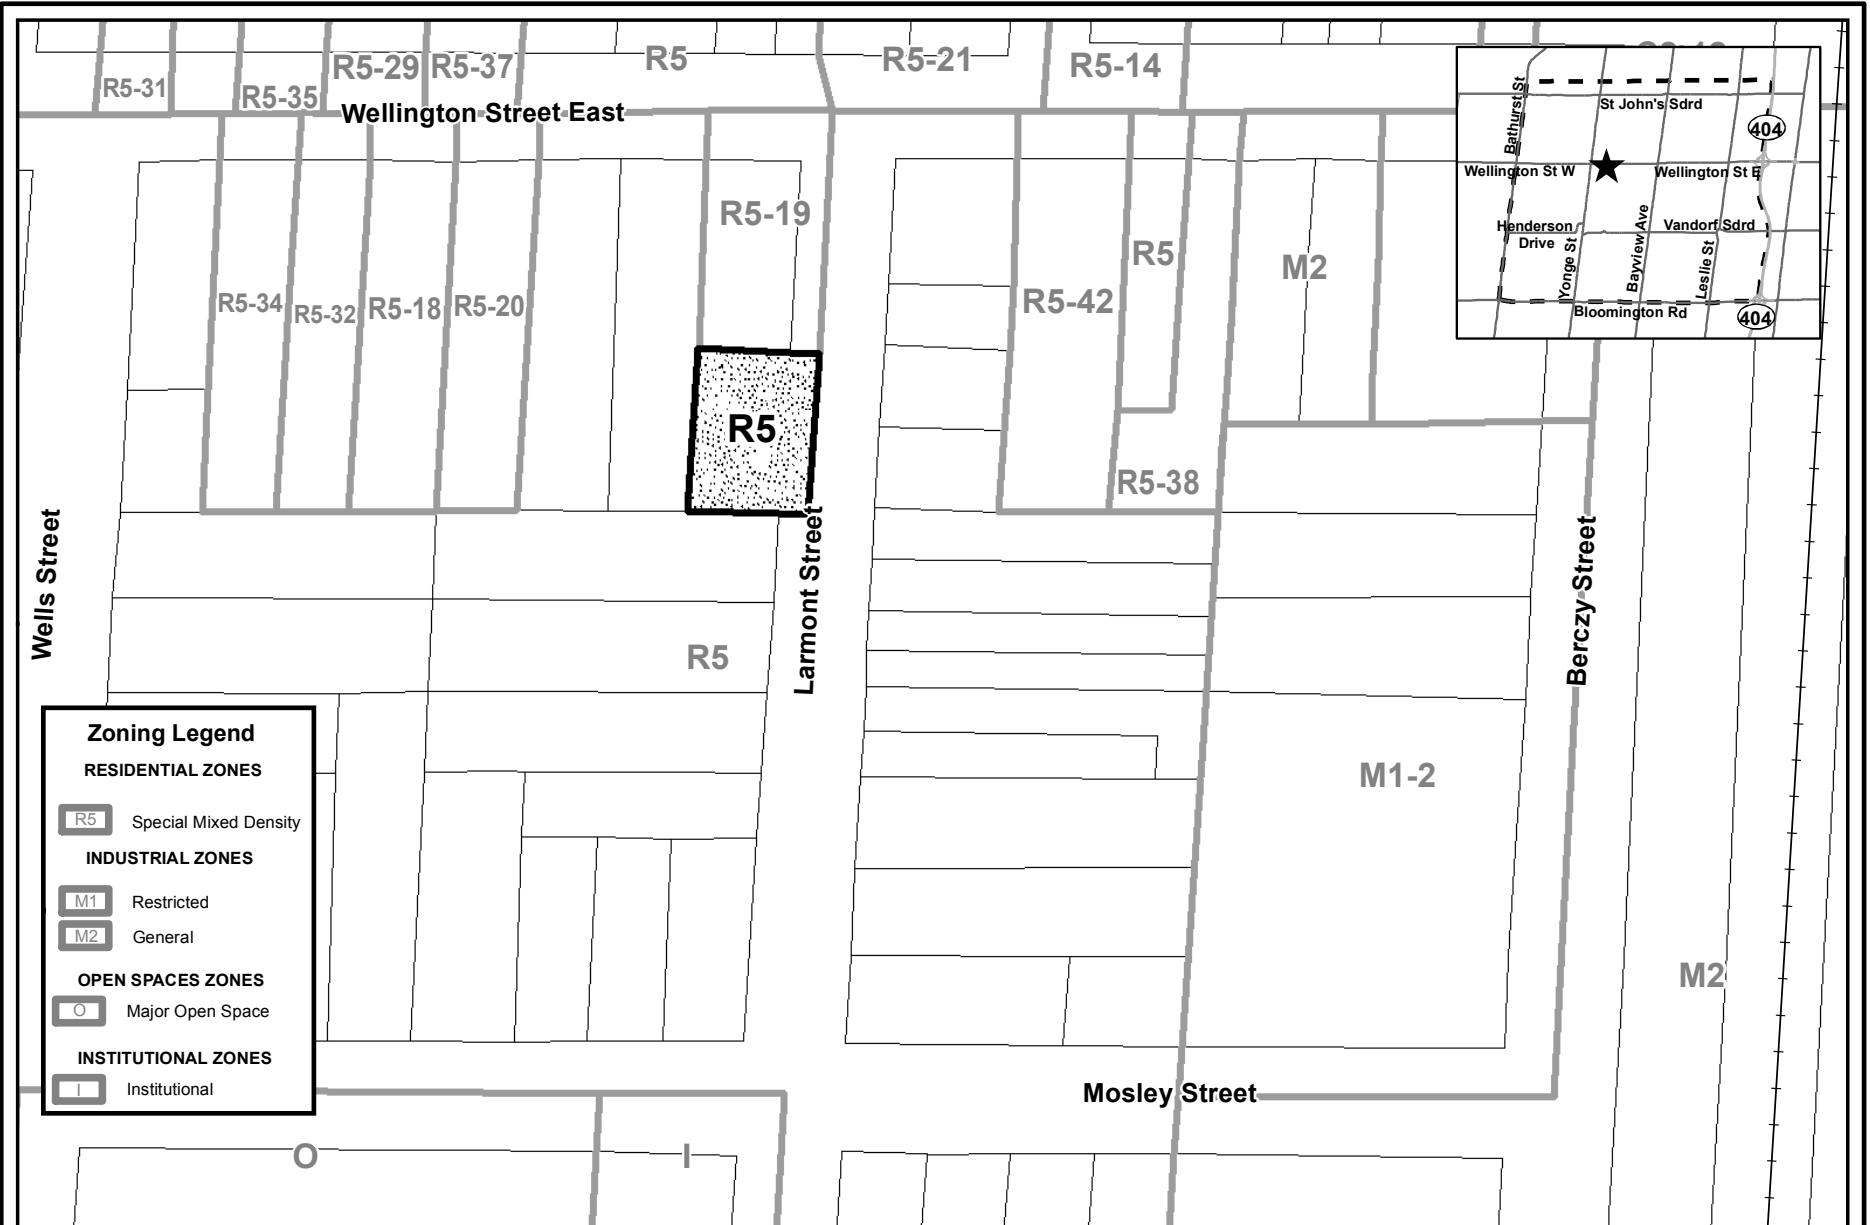 R5-31
R5-35
R5-29
R5-37
R5
R5-21
R5-14
Wellington Street East
R5-34
R5-32
R5-18
R5-20
R5-19
R5
R5-42
R5
R5-38
M2
Wells Street
Larmont Street
Berczy Street
R5
M1-2
M2
Mosley Street
O
I
Bathurst St
St John's Sdrd
404
Wellington St W
Wellington St E
Henderson
Drive
Yonge St
Bayview Ave
Leslie St
Vandorf Sdrd
Bloomington Rd
404
Zoning Legend
RESIDENTIAL ZONES
R5 Special Mixed Density
INDUSTRIAL ZONES
M1 Restricted
M2 General
OPEN SPACES ZONES
O Major Open Space
INSTITUTIONAL ZONES
I Institutional